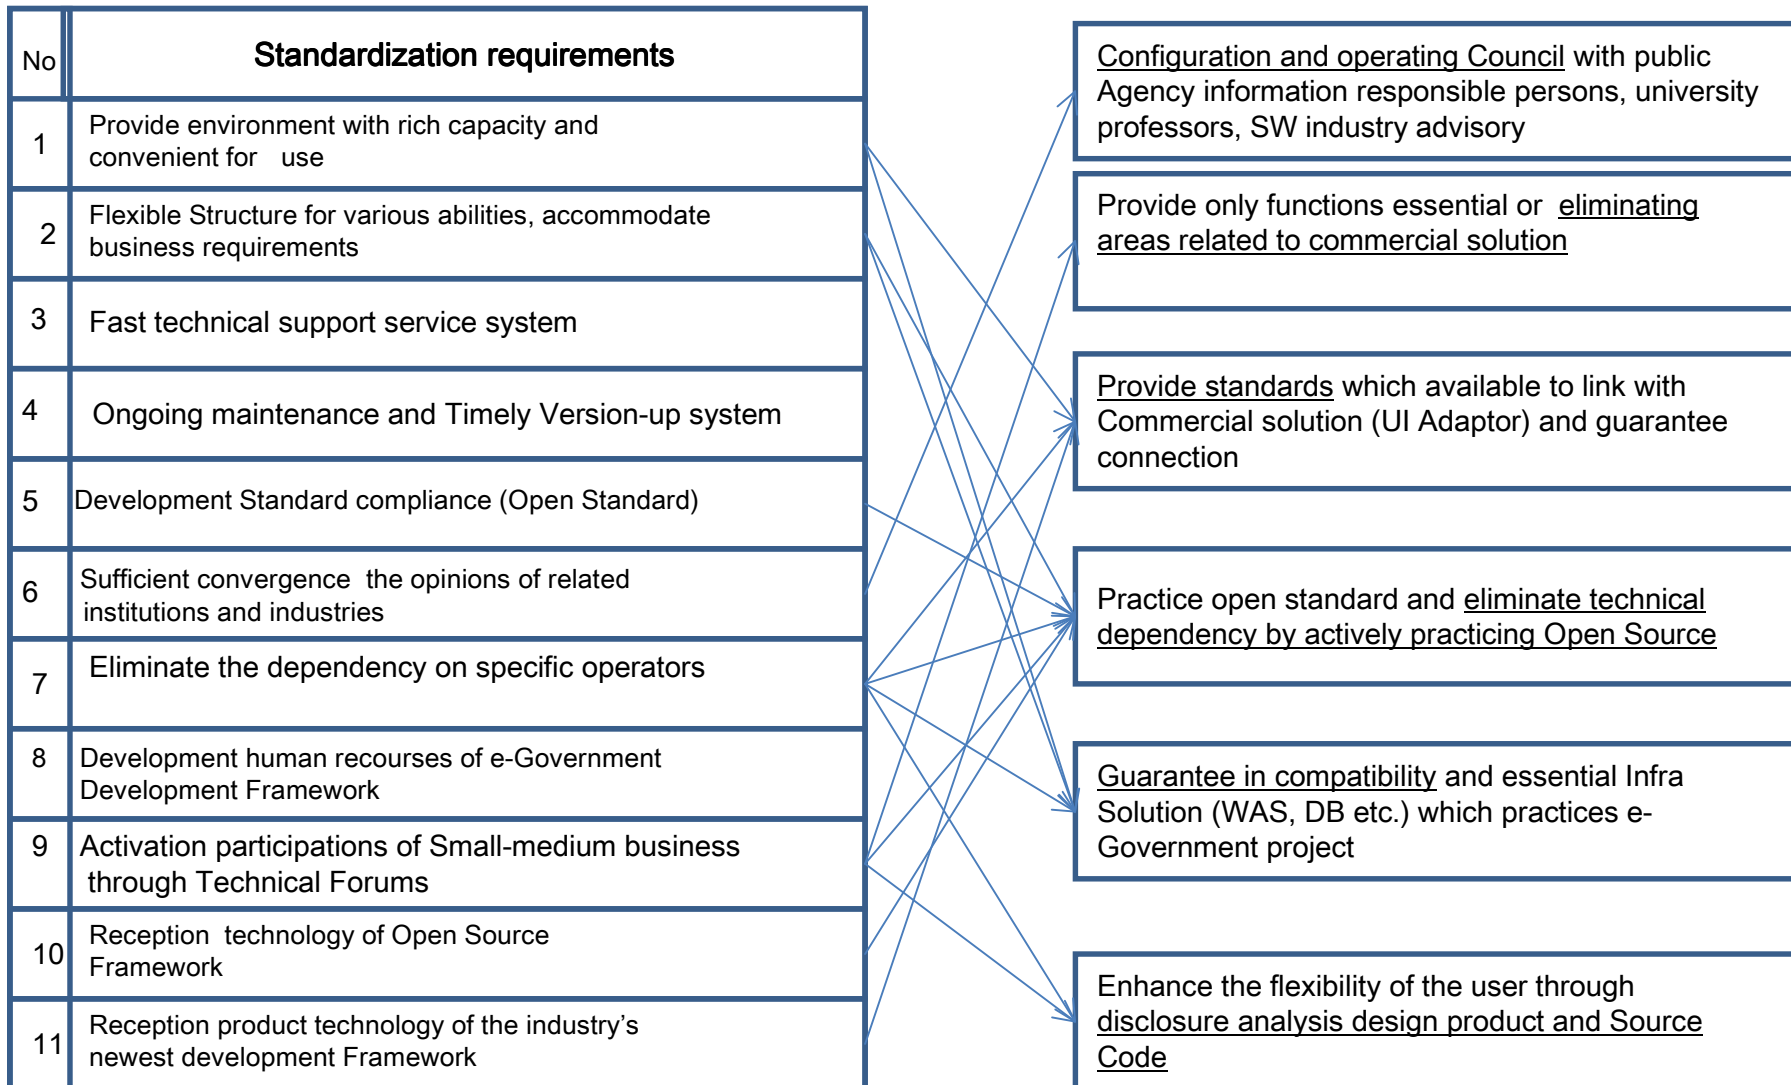 No
Standardization requirements
1
Provide environment with rich capacity and
convenient for use
2
Flexible Structure for various abilities, accommodate
business requirements
3
Fast technical support service system
4
Ongoing maintenance and Timely Version-up system
5
Development Standard compliance (Open Standard)
6
Sufficient convergence the opinions of related
institutions and industries
7
Eliminate the dependency on specific operators
8
Development human recourses of e-Government
Development Framework
9
Activation participations of Small-medium business
through Technical Forums
10
Reception technology of Open Source
Framework
11
Reception product technology of the industry's
newest development Framework
Configuration and operating Council with public
Agency information responsible persons, university
professors, SW industry advisory
Provide only functions essential or eliminating
areas related to commercial solution
Provide standards which available to link with
Commercial solution (UI Adaptor) and guarantee
connection
Practice open standard and eliminate technical
dependency by actively practicing Open Source
Guarantee in compatibility and essential Infra
Solution (WAS, DB etc.) which practices e-
Government project
Enhance the flexibility of the user through
disclosure analysis design product and Source
Code